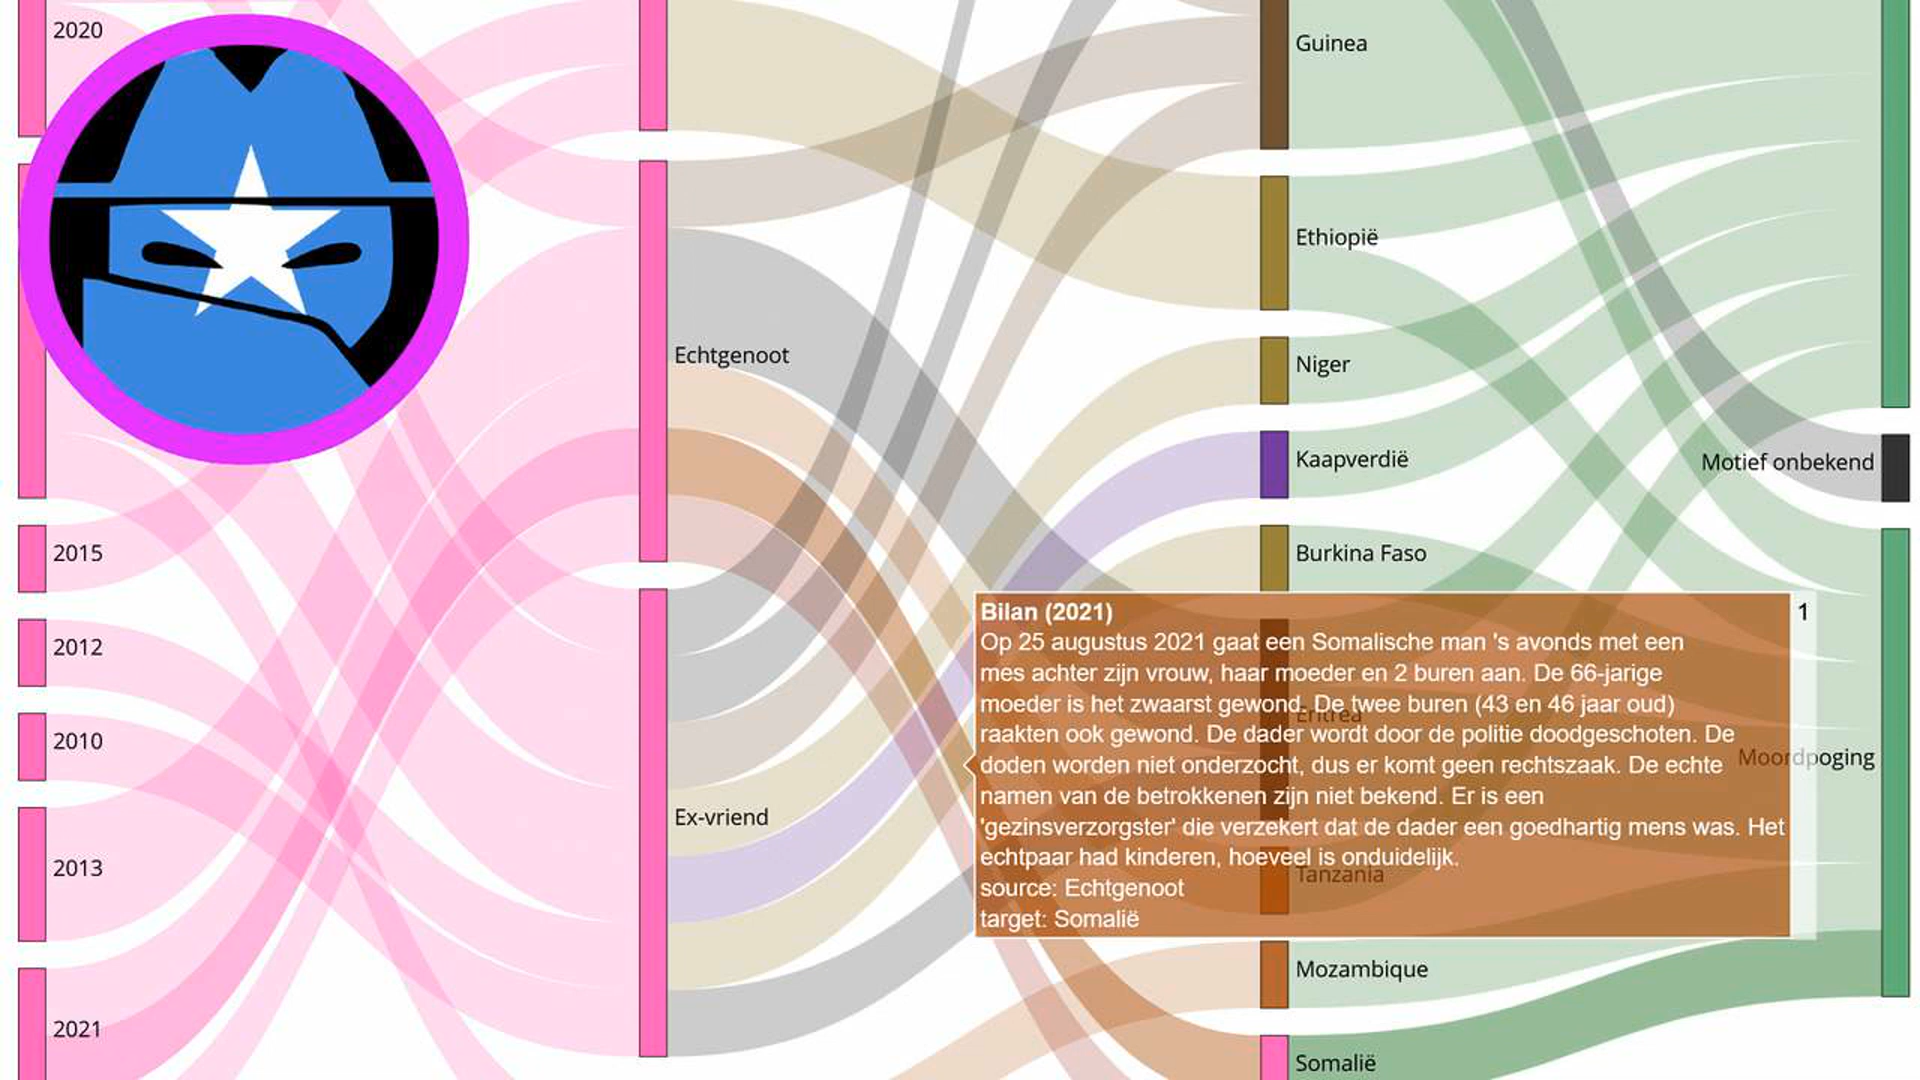 2020
2015
2012
2010
2013
2021
Echtgenoot
Ex-vriend
Guinea
Ethiopië
Niger
Kaapverdië
Burkina Faso
Eritrea
Tanzania
Mozambique
Somalië
Motief onbekend
Moordpoging
Bilan (2021)
Op 25 augustus 2021 gaat een Somalische man 's avonds met een
mes achter zijn vrouw, haar moeder en 2 buren aan. De 66-jarige
moeder is het zwaarst gewond. De twee buren (43 en 46 jaar oud)
raakten ook gewond. De dader wordt door de politie doodgeschoten. De
doden worden niet onderzocht, dus er komt geen rechtszaak. De echte
namen van de betrokkenen zijn niet bekend. Er is een
'gezinsverzorgster' die verzekert dat de dader een goedhartig mens was. Het
echtpaar had kinderen, hoeveel is onduidelijk.
source: Echtgenoot
target: Somalië
1